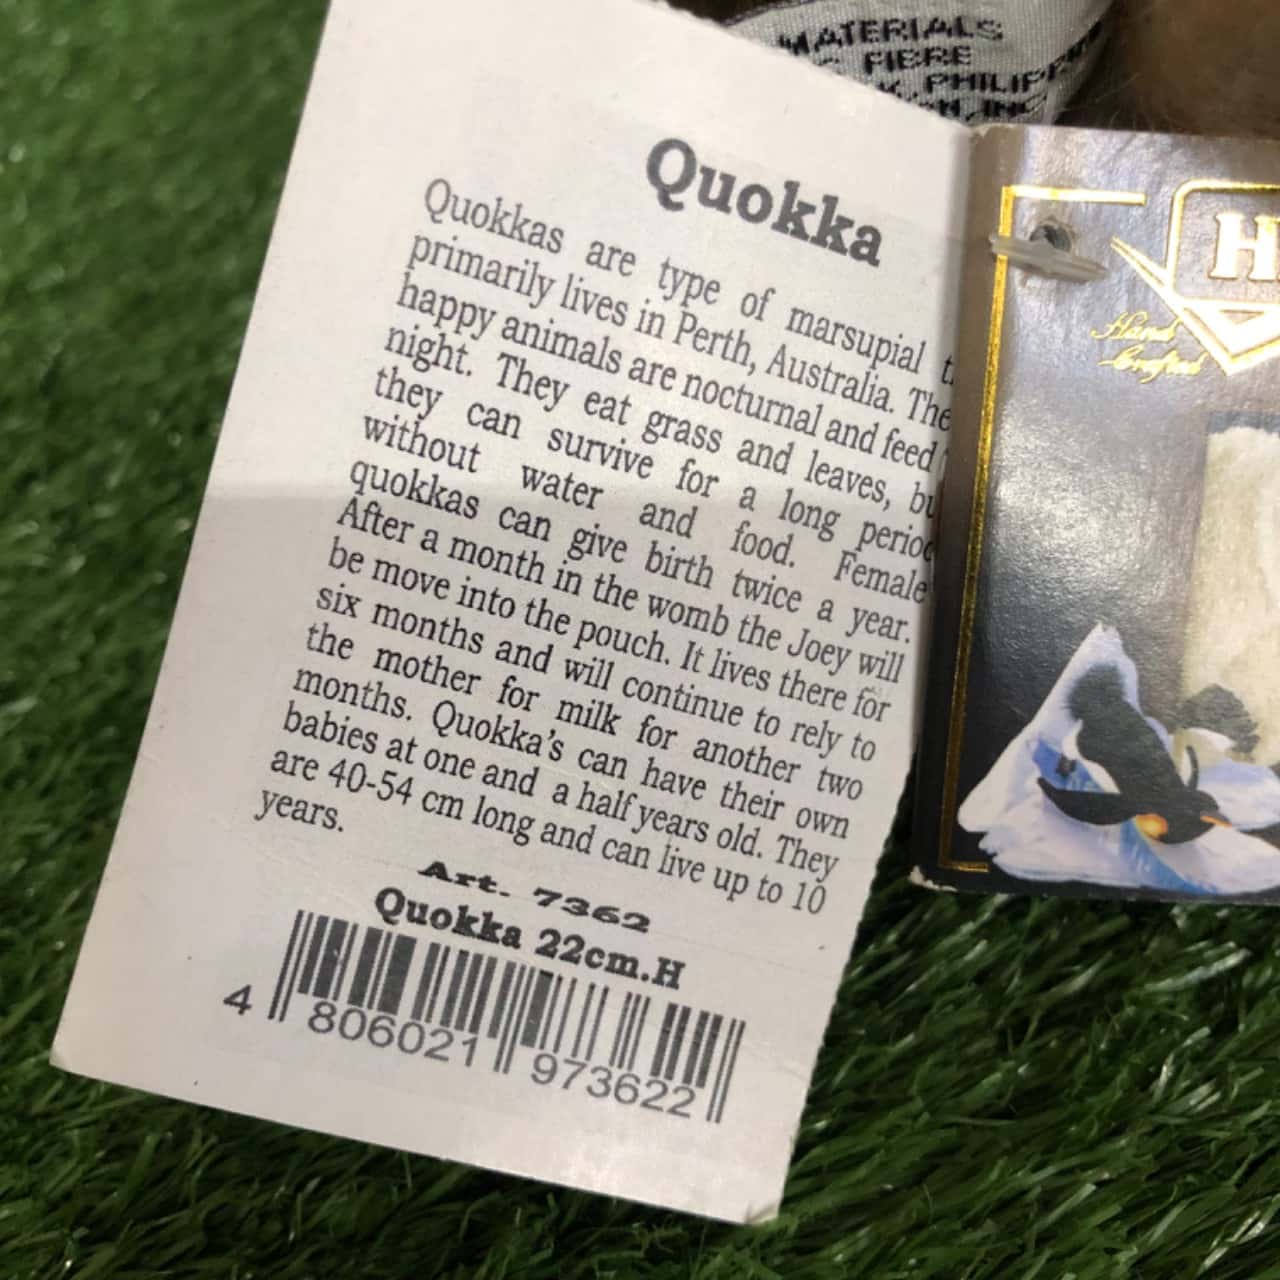 MATERIALS
FIBRE
Quokka
Quokkas are type of marsupial
primarily lives in Perth, Australia.
happy animals are nocturnal and feed
night. They eat grass and leaves,
they can survive for a long
without water and food. Female
quokkas can give birth twice a year.
After a month in the womb the Joey will
be move into the pouch. It lives there for
six months and will continue to rely to
the mother for milk for another two
months. Quokka's can have their own
babies at one and a half years old. They
are 40-54 cm long and can live up to 10
years.
Art. 7362
Quokka 22cm.H
4 806021 973622
H
Hand
Crafted